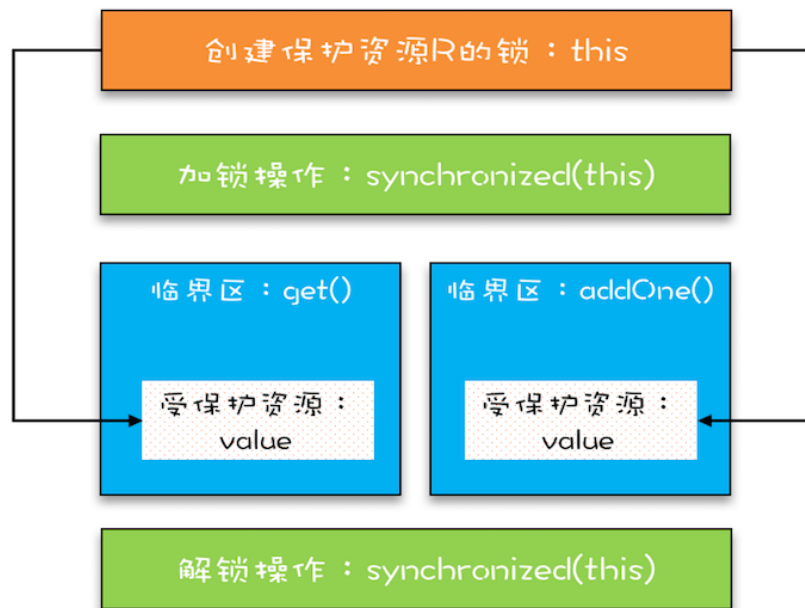 创建保护资源R的锁：this
加锁操作：synchronized(this)
临界区：get()
临界区：addOne()
受保护资源：
value
受保护资源：
value
解锁操作：synchronized(this)